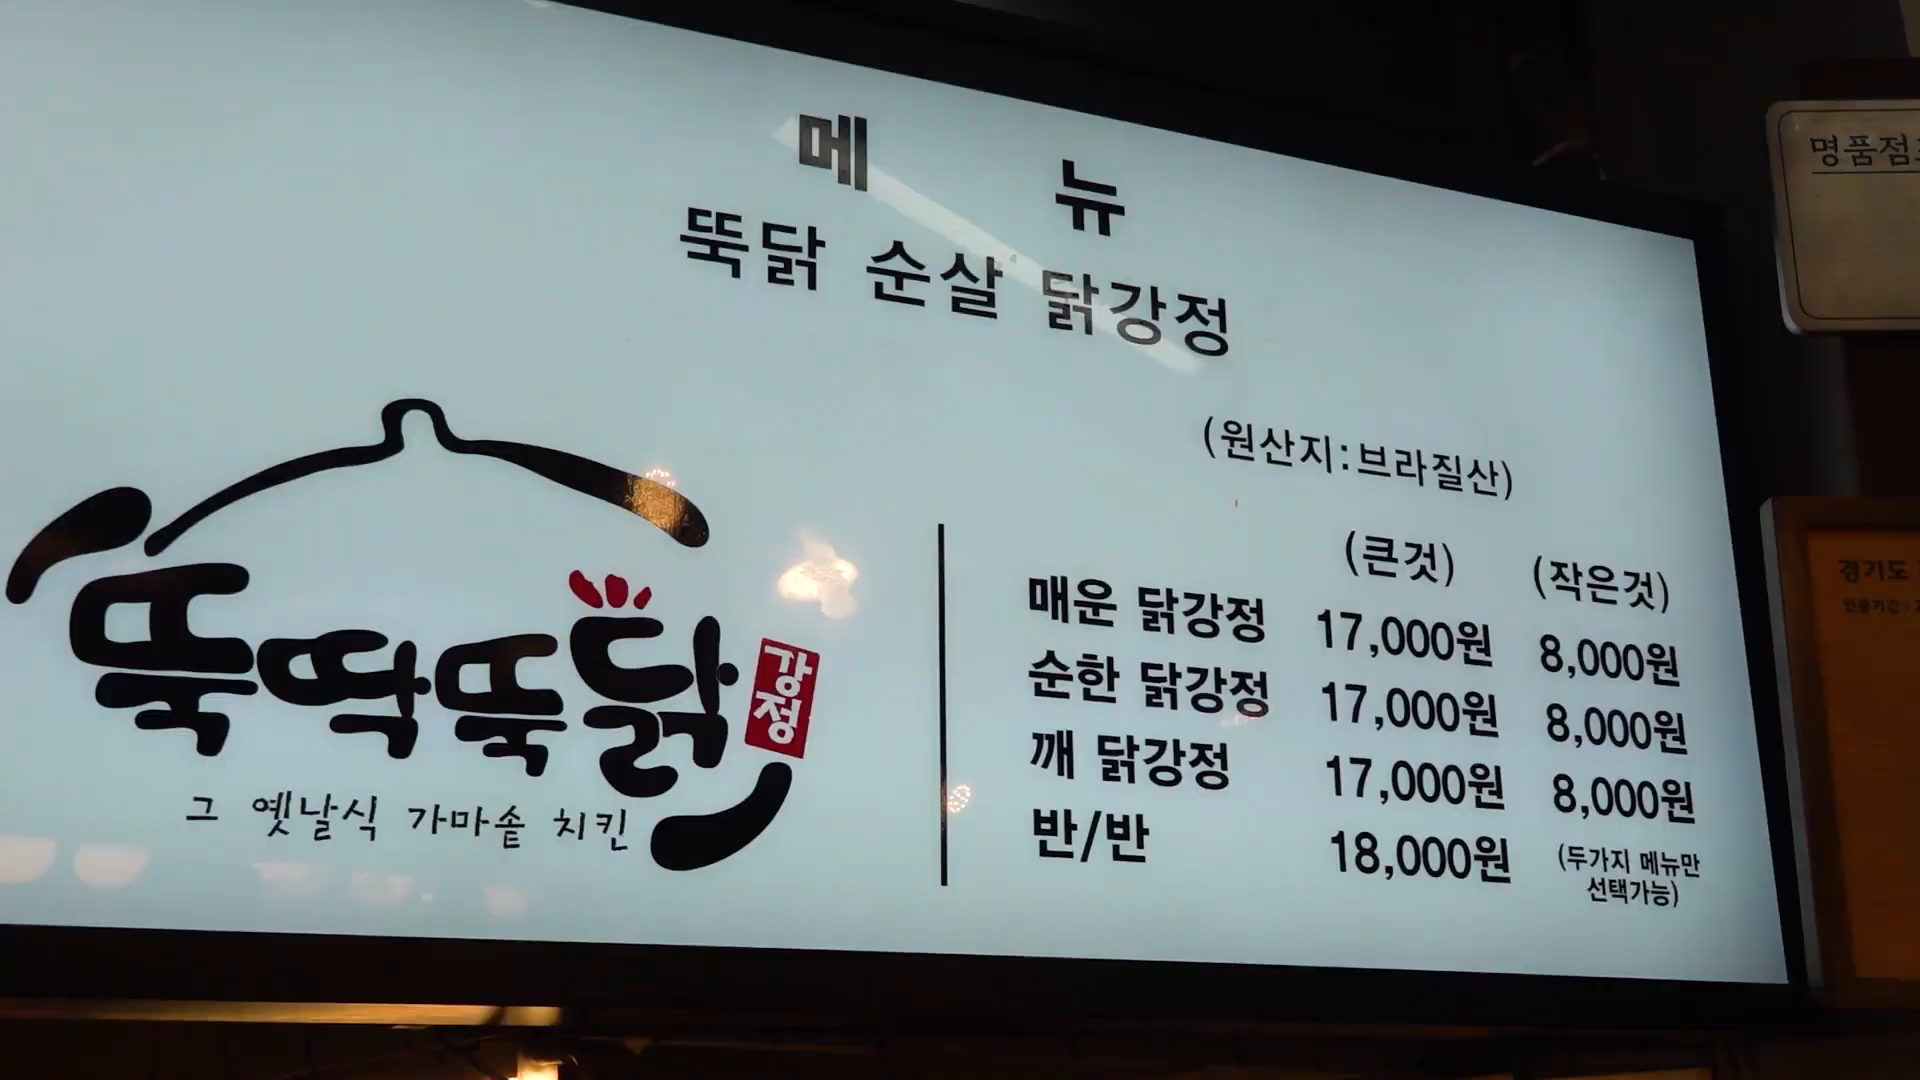 메 뉴
뚝닭 순살 닭강정
(원산지:브라질산)
(큰것) (작은것)
매운 닭강정 17,000원 8,000원
순한 닭강정 17,000원 8,000원
깨 닭강정 17,000원 8,000원
반/반 18,000원 (두가지 메뉴만
선택가능)
뚝딱뚝닭
강정
그 옛날식 가마솥 치킨
명품점
경기도